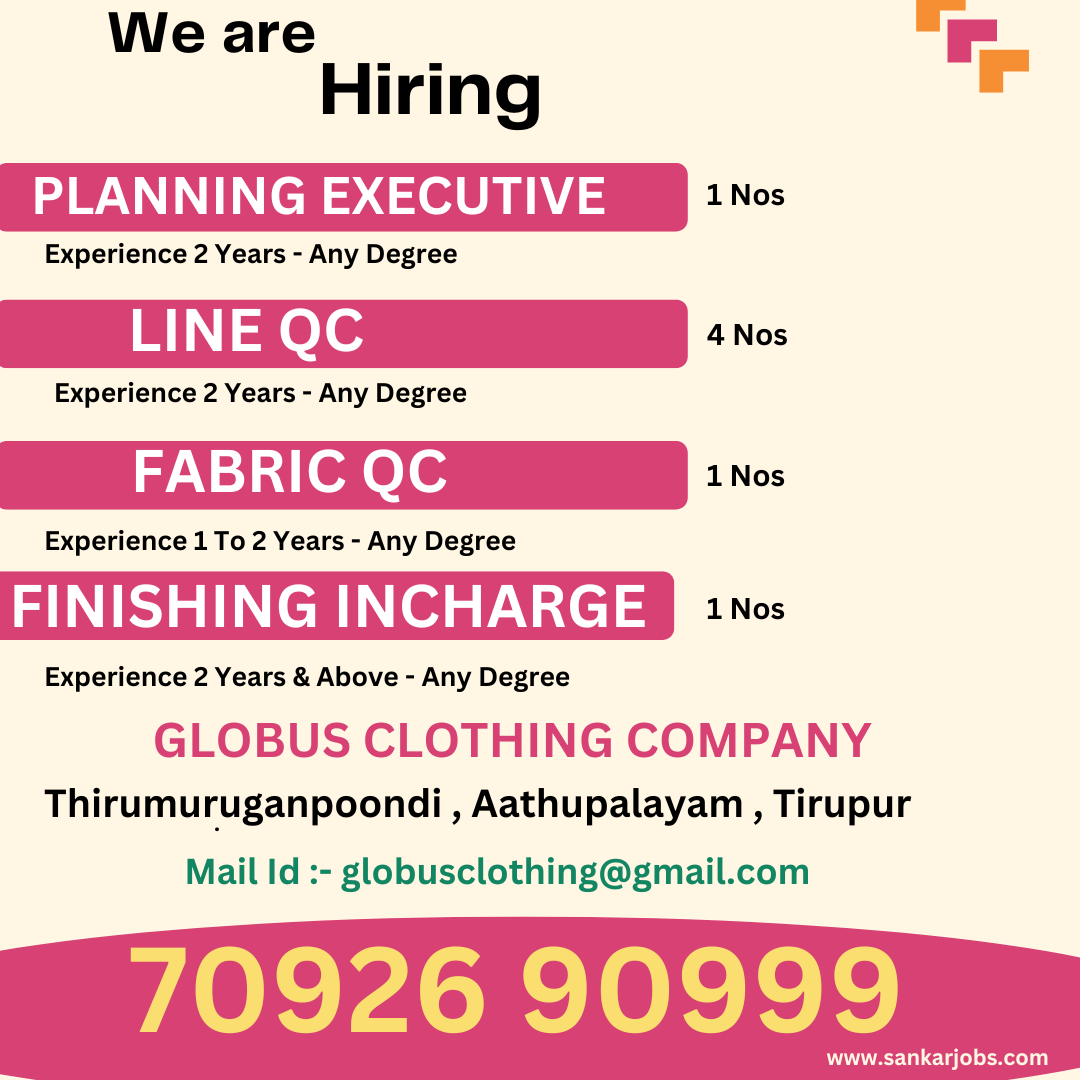 We are
Hiring
PLANNING EXECUTIVE
1 Nos
Experience 2 Years - Any Degree
LINE QC
4 Nos
Experience 2 Years - Any Degree
FABRIC QC
1 Nos
Experience 1 To 2 Years - Any Degree
FINISHING INCHARGE
1 Nos
Experience 2 Years & Above - Any Degree
GLOBUS CLOTHING COMPANY
Thirumuruganpoondi , Aathupalayam , Tirupur
.
Mail Id :- globusclothing@gmail.com
70926 90999
www.sankarjobs.com